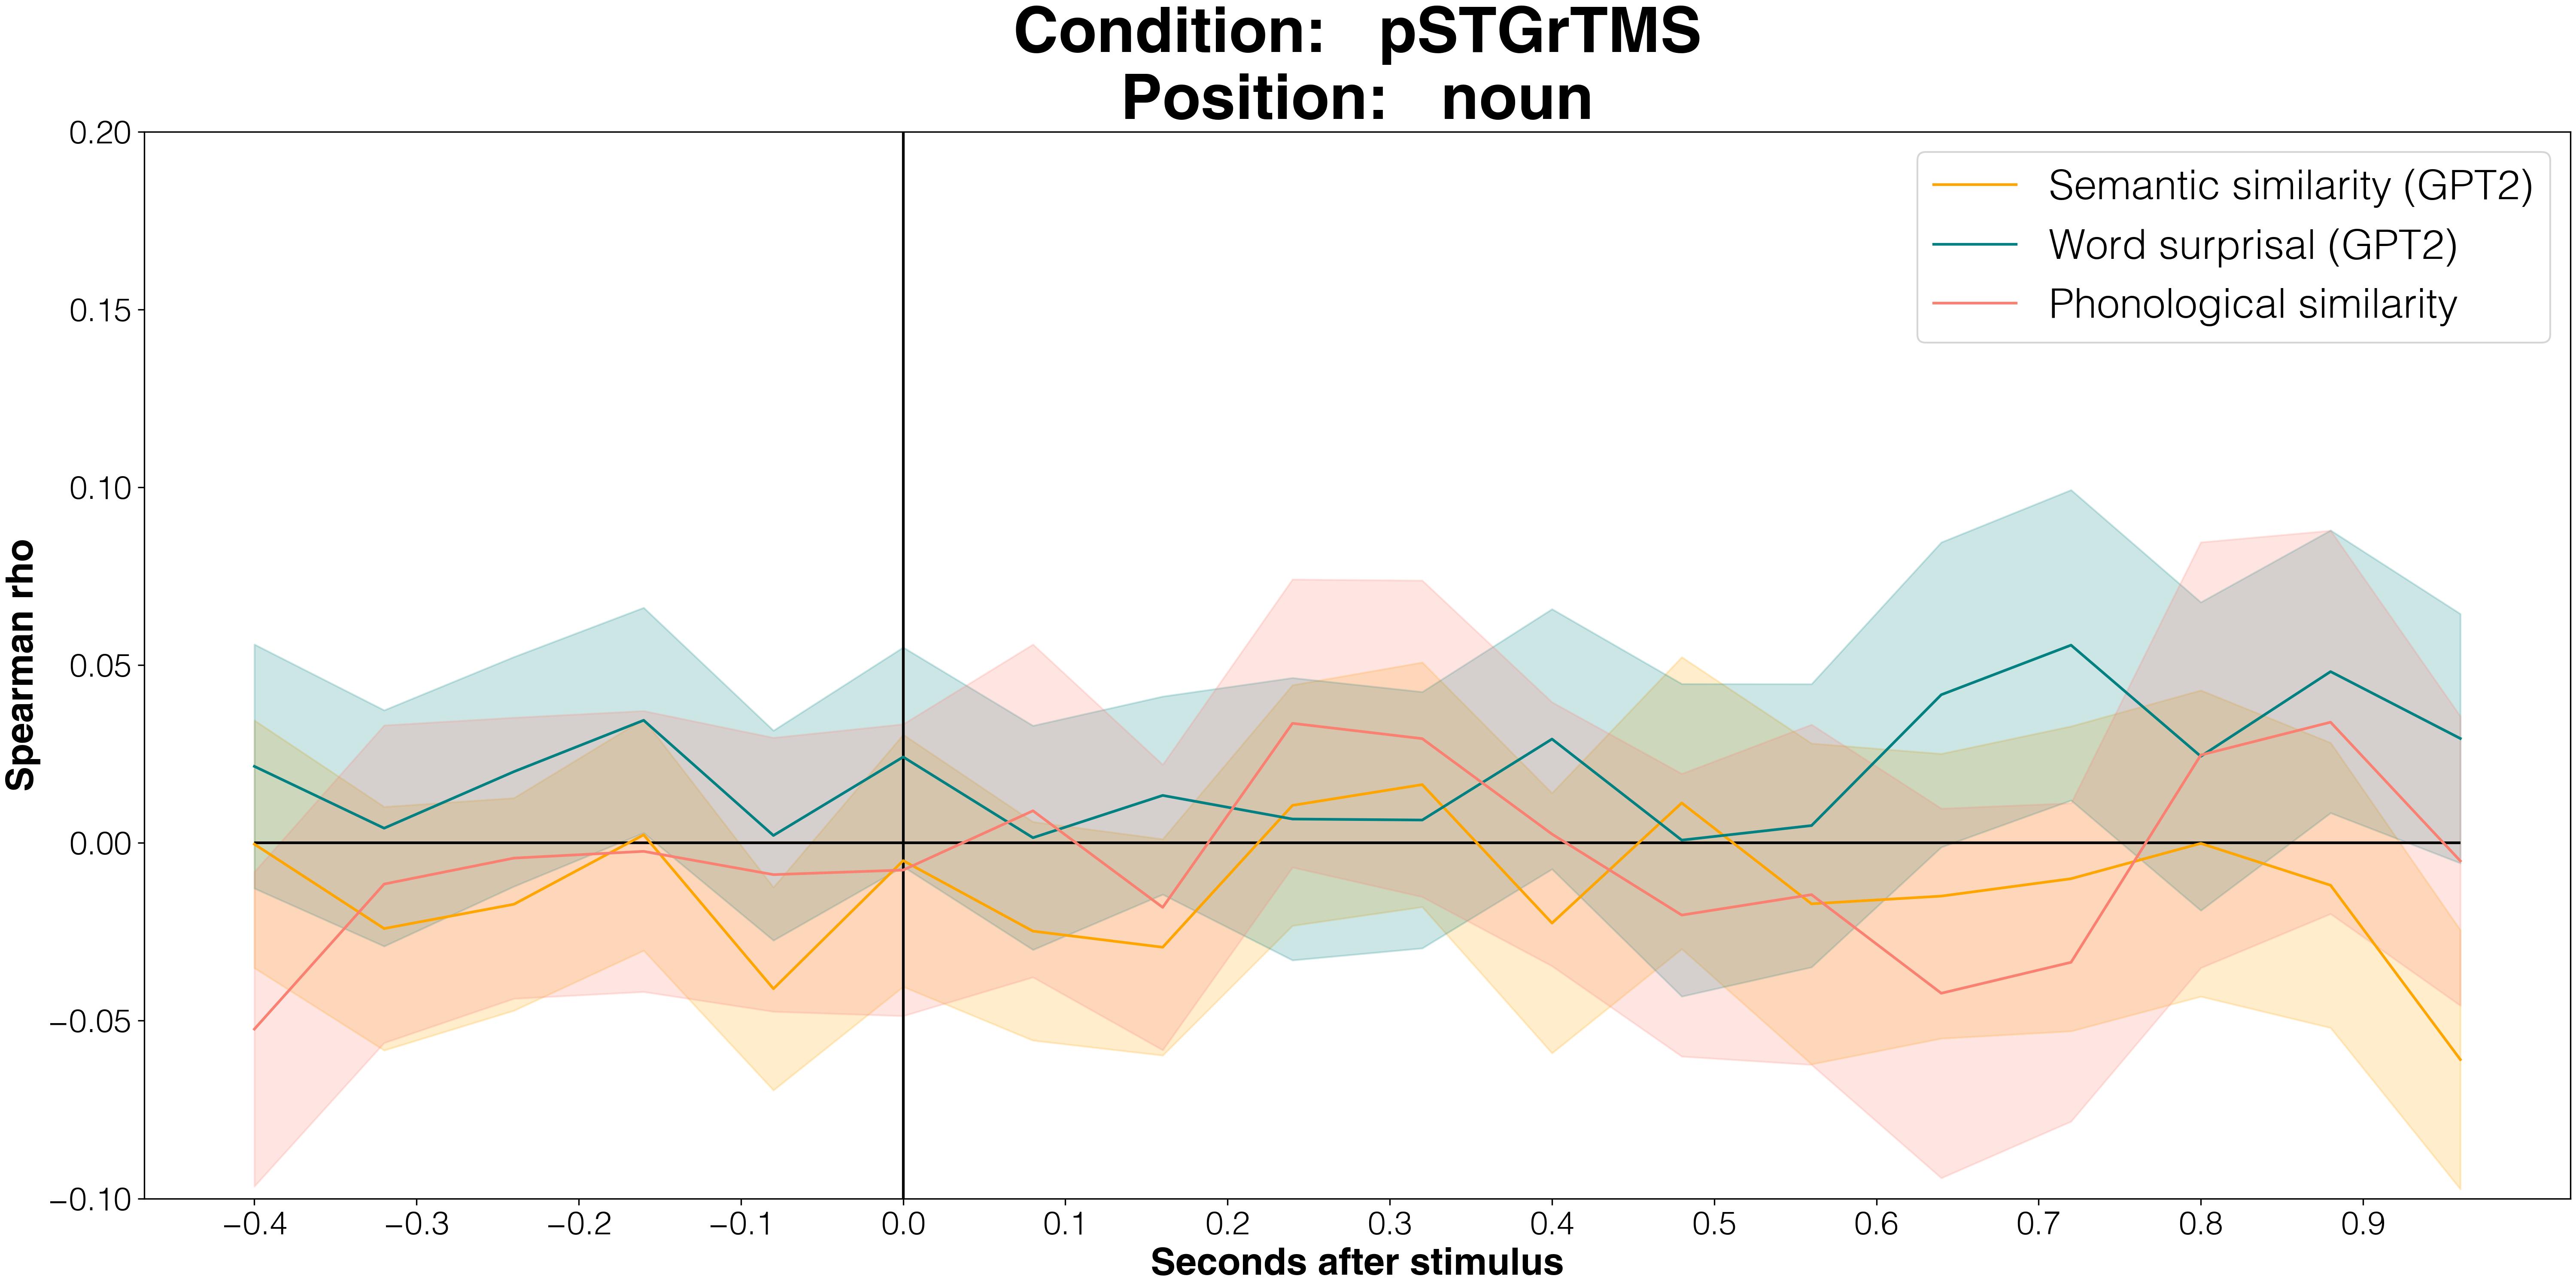 Condition: pSTGrTMS
Position: noun
0.20
0.15
0.10
0.05
0.00
−0.05
−0.10
Spearman rho
Semantic similarity (GPT2)
Word surprisal (GPT2)
Phonological similarity
−0.4 −0.3 −0.2 −0.1 0.0 0.1 0.2 0.3 0.4 0.5 0.6 0.7 0.8 0.9
Seconds after stimulus